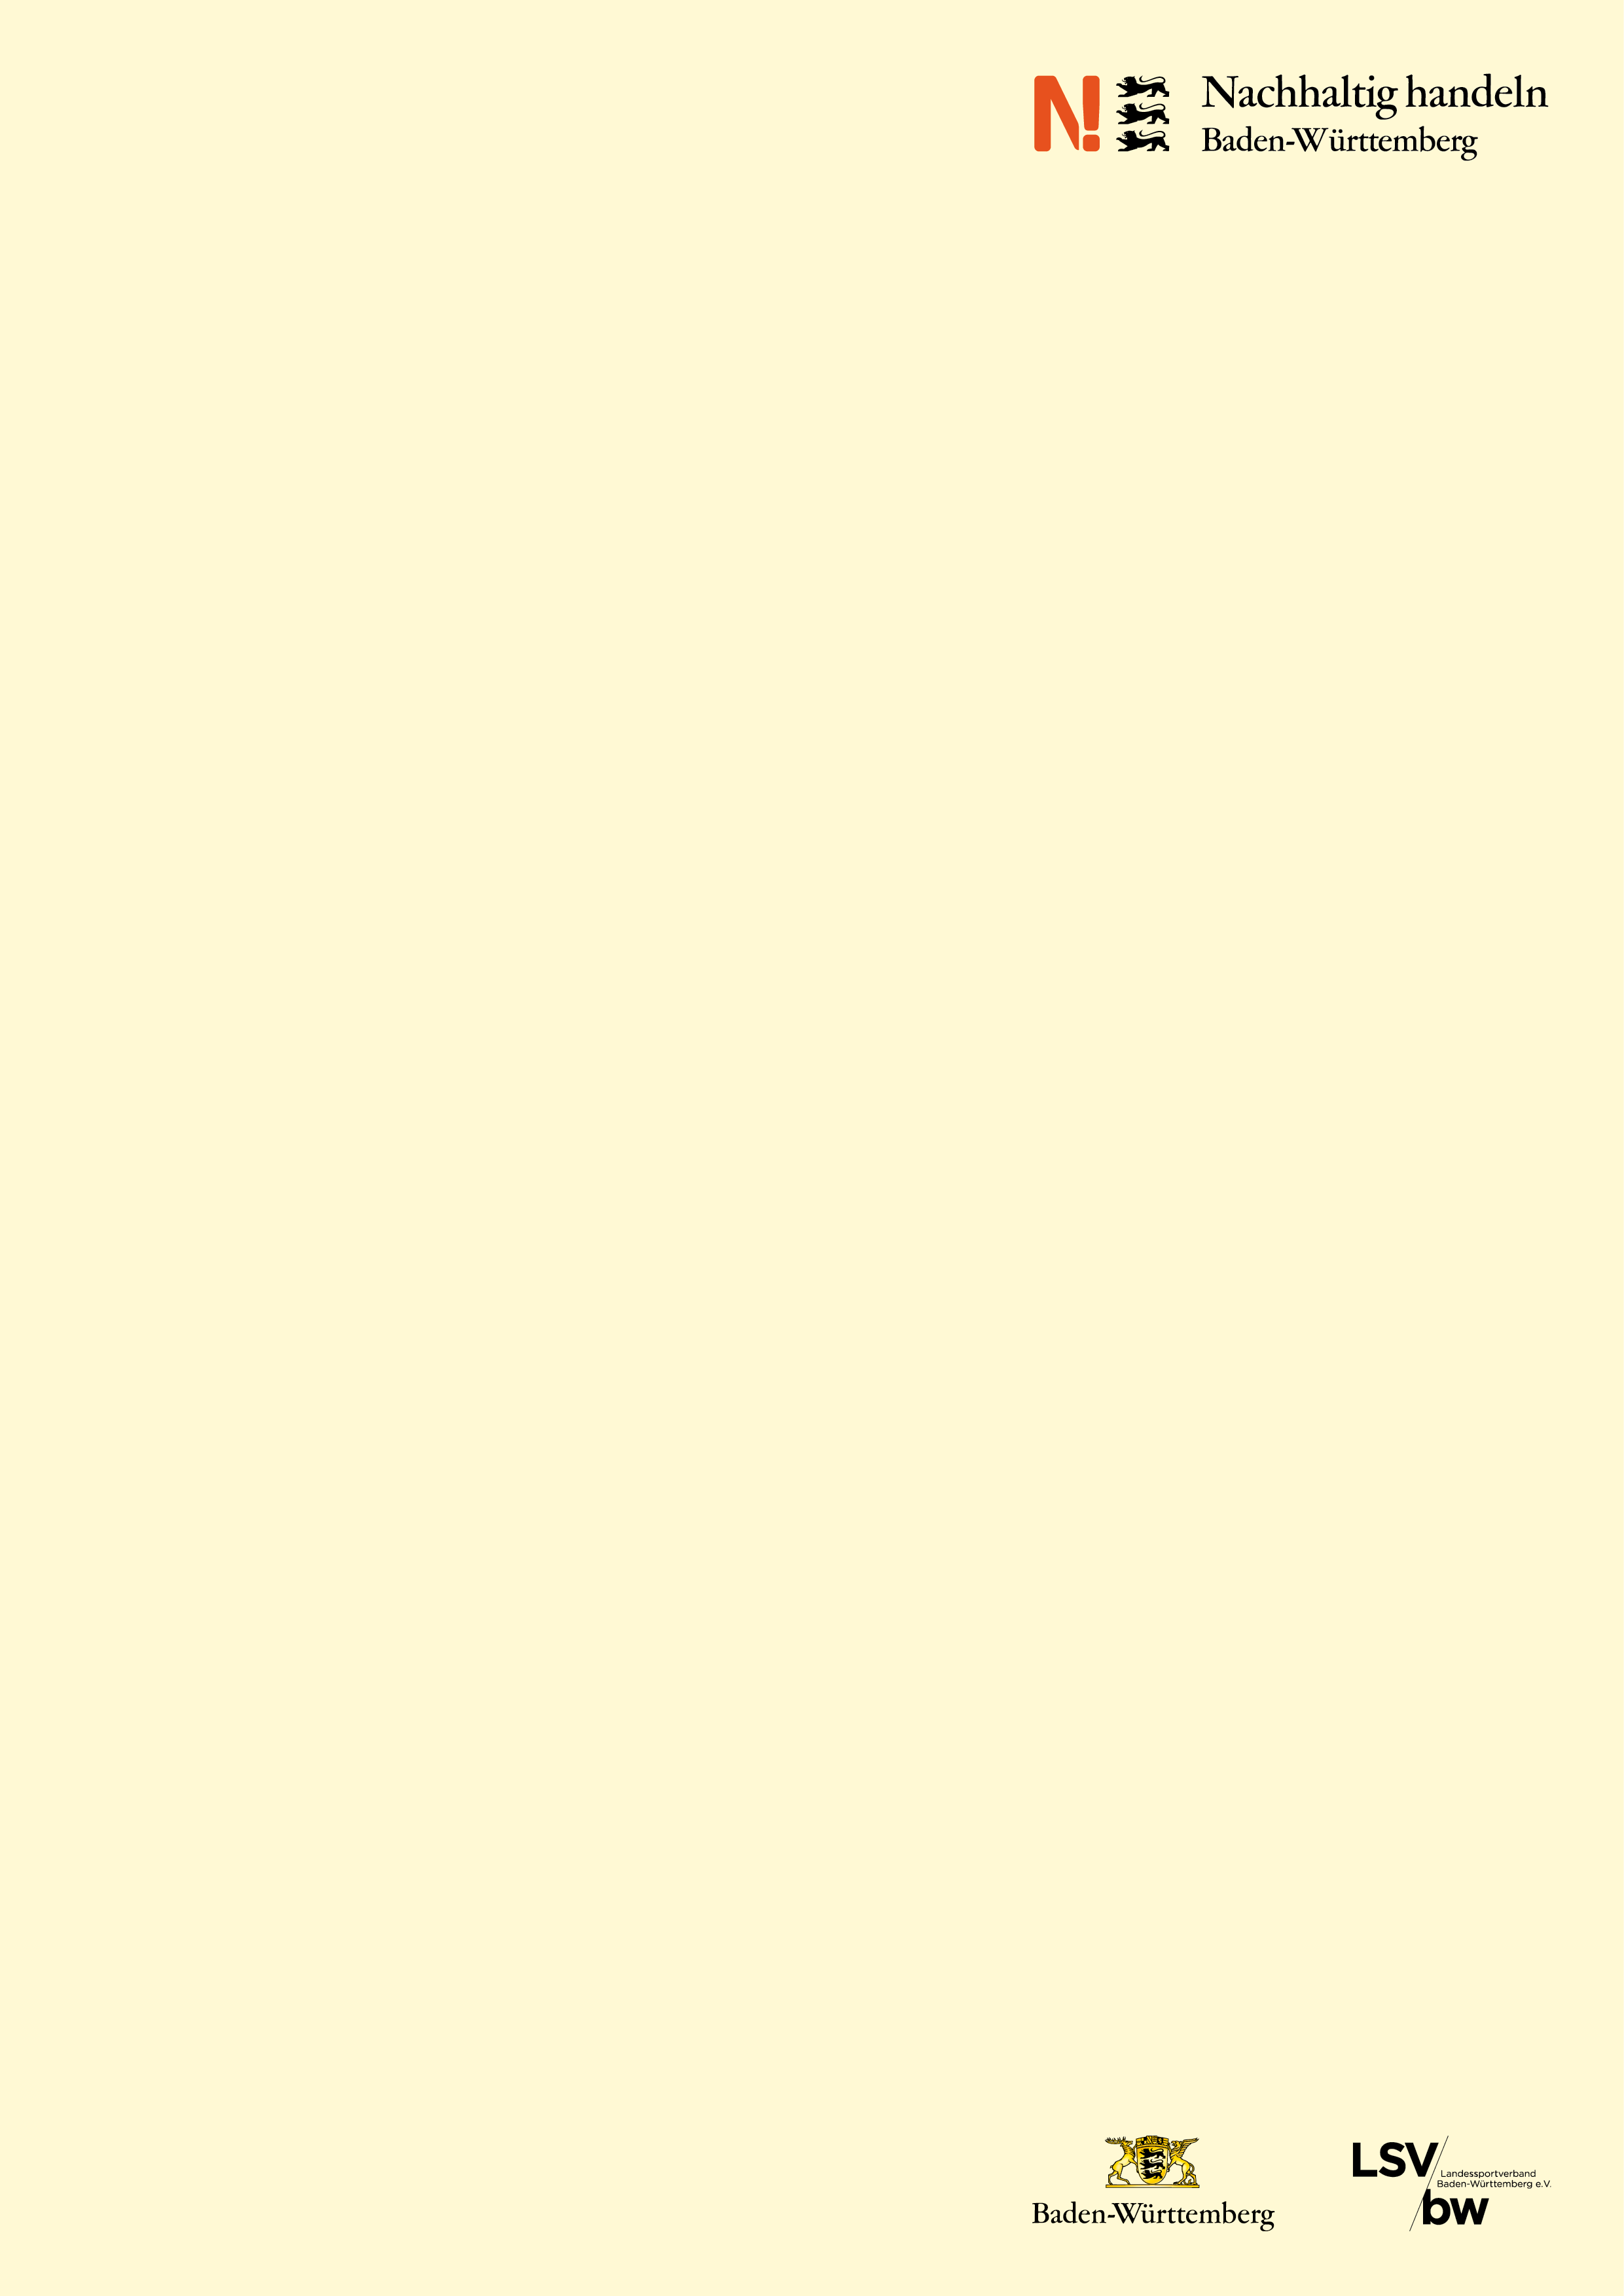 N! Nachhaltig handeln
Baden-Württemberg
Baden-Württemberg
LSV
Landessportverband
Baden-Württemberg e.V.
bw